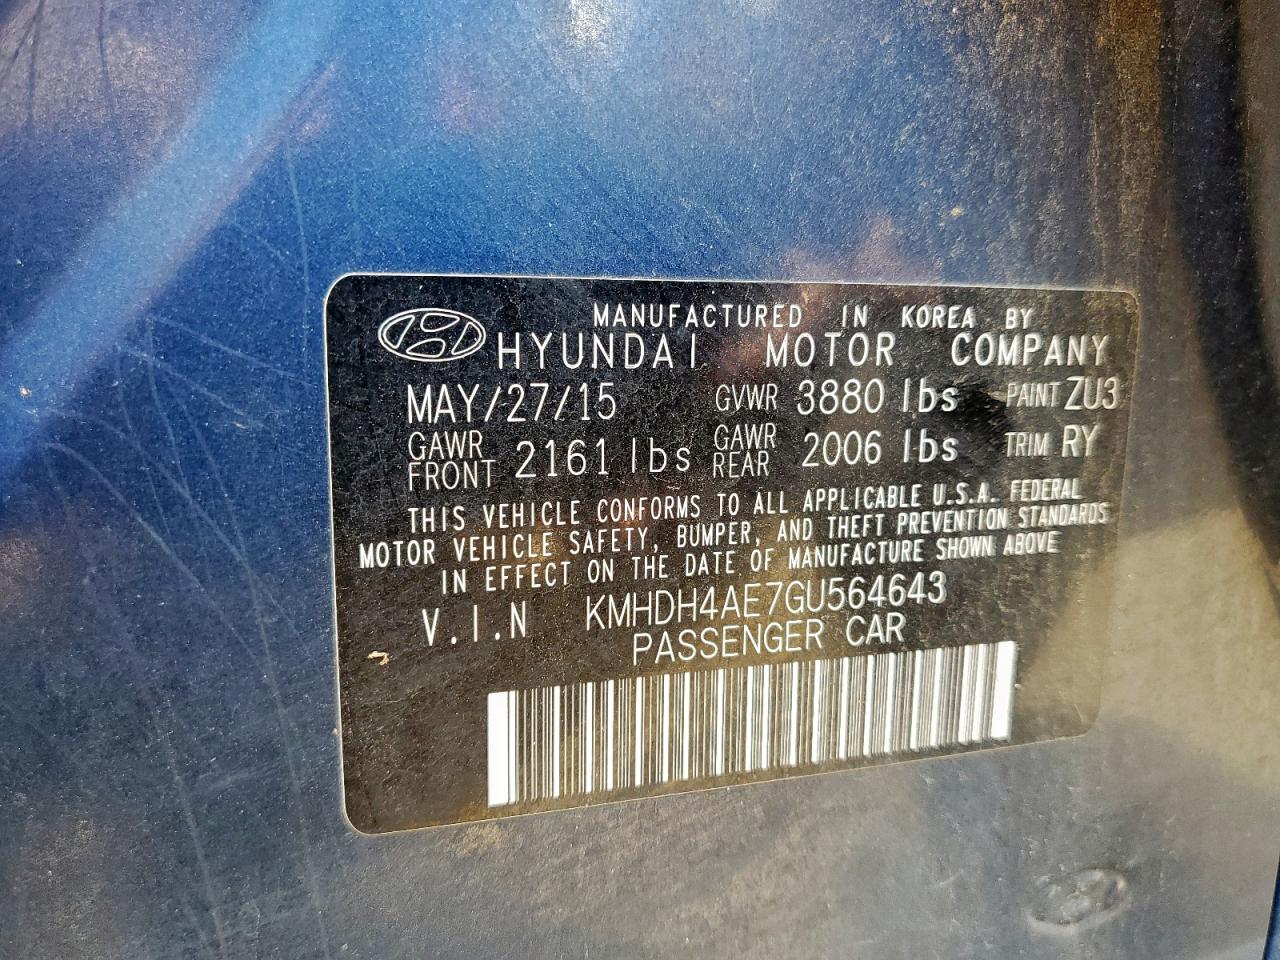 MANUFACTURED IN KOREA BY
HYUNDAI MOTOR COMPANY
MAY/27/15 GVWR 3880 lbs PAINT ZU3
GAWR FRONT 2161 lbs GAWR REAR 2006 lbs TRIM RY
THIS VEHICLE CONFORMS TO ALL APPLICABLE U.S.A. FEDERAL
MOTOR VEHICLE SAFETY, BUMPER, AND THEFT PREVENTION STANDARDS
IN EFFECT ON THE DATE OF MANUFACTURE SHOWN ABOVE
V.I.N KMHDH4AE7GU564643
PASSENGER CAR